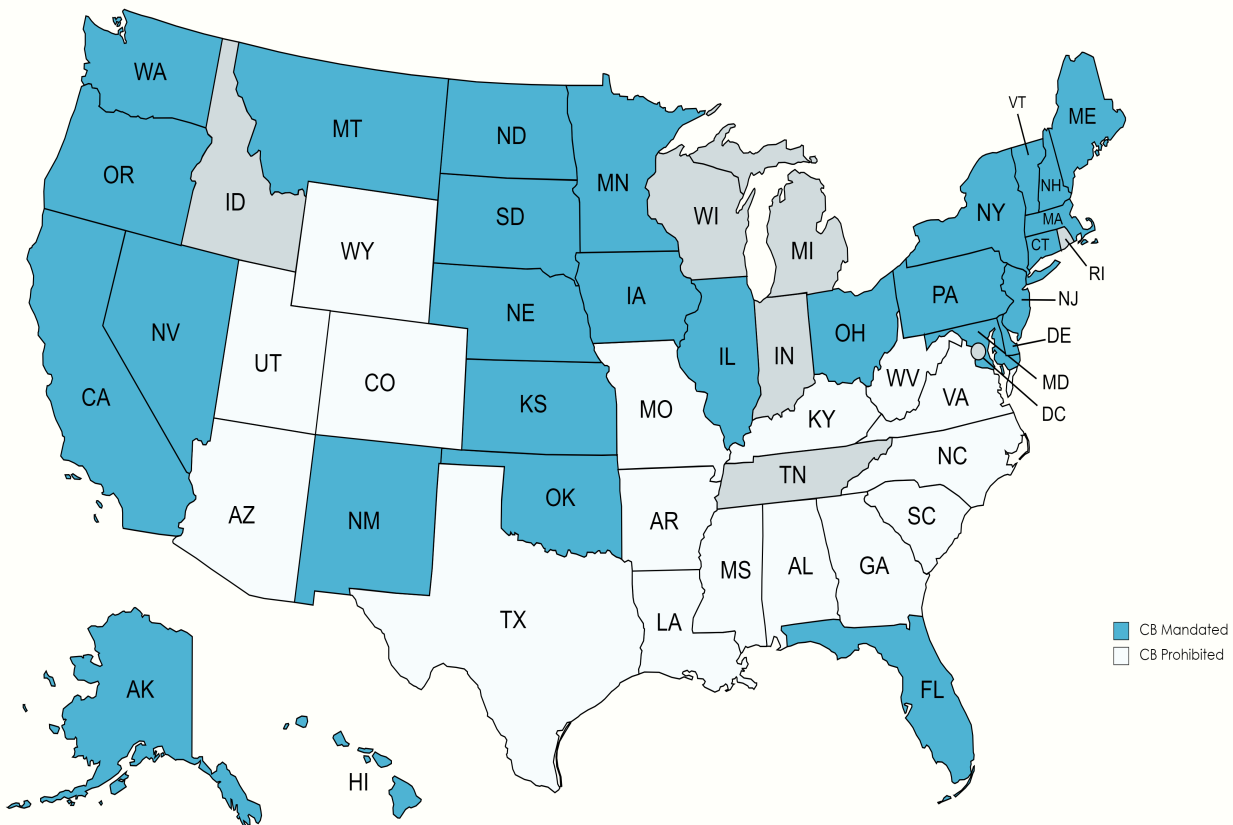 WA
MT
ND
MN
OR
ID
SD
WI
MI
NY
VT
ME
NH
MA
CT
RI
WY
NE
IA
PA
NJ
NV
UT
CO
KS
IL
IN
OH
DE
MD
DC
CA
MO
KY
WV
VA
AZ
NM
OK
AR
TN
NC
SC
MS
AL
GA
TX
LA
FL
AK
HI
CB Mandated
CB Prohibited